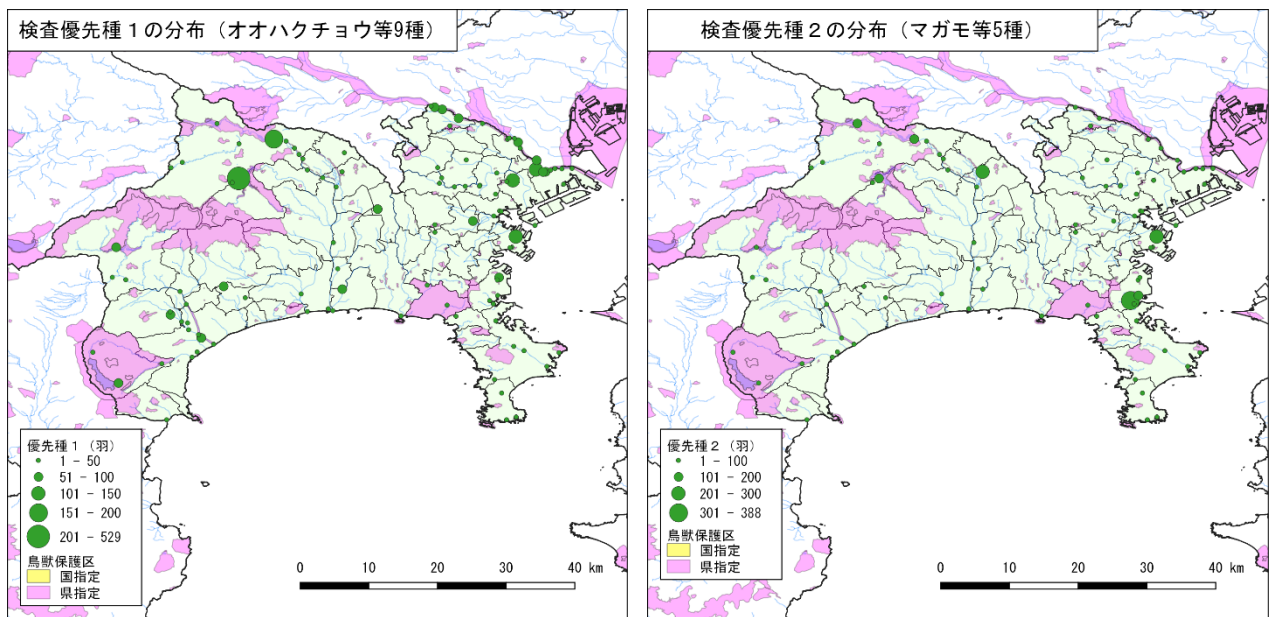 検査優先種１の分布（オオハクチョウ等9種）
優先種１（羽）
1 - 50
51 - 100
101 - 150
151 - 200
201 - 529
鳥獣保護区
国指定
県指定
0 10 20 30 40 km
検査優先種２の分布（マガモ等5種）
優先種２（羽）
1 - 100
101 - 200
201 - 300
301 - 388
鳥獣保護区
国指定
県指定
0 10 20 30 40 km